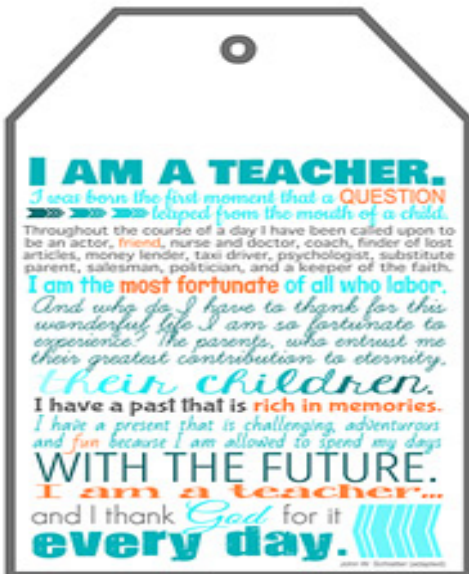 I AM A TEACHER.
I was born the first moment that a QUESTION
leaped from the mouth of a child.
Throughout the course of a day I have been called upon to
be an actor, friend, nurse and doctor, coach, finder of lost
articles, money lender, taxi driver, psychologist, substitute
parent, salesman, politician, and a keeper of the faith.
I am the most fortunate of all who labor.
And who do I have to thank for this
wonderful life I am so fortunate to
experience? The parents, who entrust me
their greatest contribution to eternity,
their children.
I have a past that is rich in memories.
I have a present that is challenging, adventurous
and fun because I am allowed to spend my days
WITH THE FUTURE.
I am a teacher...
and I thank God for it
every day.
John W. Schlatter (adapted)